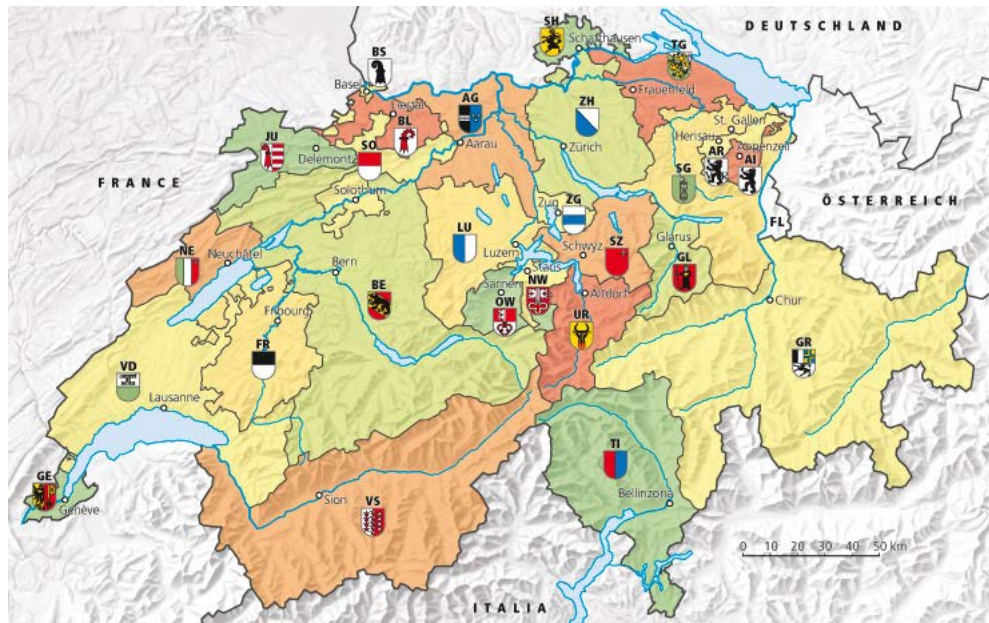 DEUTSCHLAND
SH
Schaffhausen
BS
TG
Basel
Frauenfeld
Liestal
AG
ZH
BL
St. Gallen
Herisau
JU
SO
Aarau
Appenzell
Delémont
Zürich
AR
AI
FRANCE
SG
ÖSTERREICH
Solothurn
Zug
ZG
FL
LU
Glarus
NE
Neuchâtel
Luzern
Schwyz
SZ
Bern
Stans
GL
BE
Sarnen
NW
Altdorf
Chur
OW
UR
Fribourg
FR
GR
VD
Lausanne
TI
GE
Sion
VS
Bellinzona
Genève
0 10 20 30 40 50 km
ITALIA